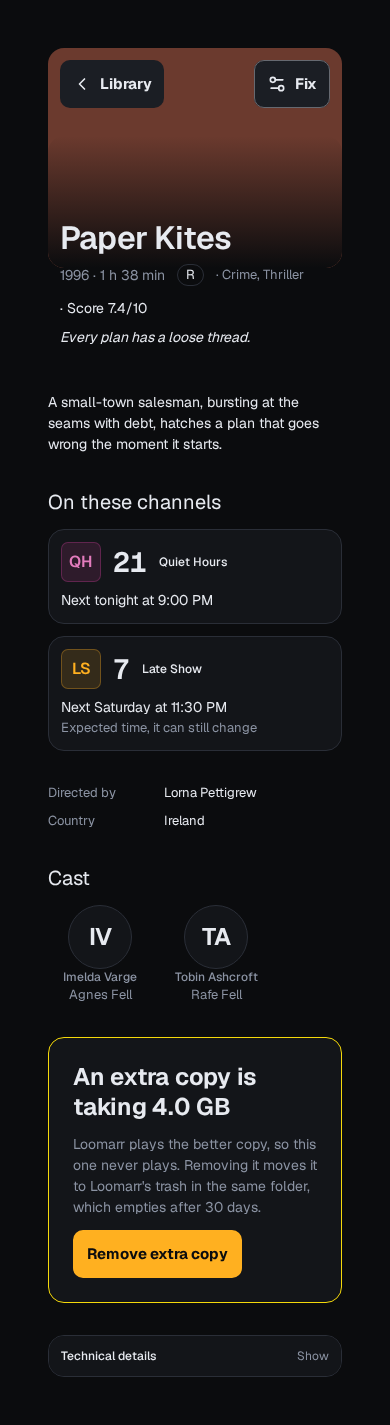 Library
Fix
Paper Kites
1996 · 1 h 38 min R · Crime, Thriller
· Score 7.4/10
Every plan has a loose thread.
A small-town salesman, bursting at the
seams with debt, hatches a plan that goes
wrong the moment it starts.
On these channels
QH 21 Quiet Hours
Next tonight at 9:00 PM
LS 7 Late Show
Next Saturday at 11:30 PM
Expected time, it can still change
Directed by Lorna Pettigrew
Country Ireland
Cast
IV
Imelda Varge
Agnes Fell
TA
Tobin Ashcroft
Rafe Fell
An extra copy is
taking 4.0 GB
Loomarr plays the better copy, so this
one never plays. Removing it moves it
to Loomarr's trash in the same folder,
which empties after 30 days.
Remove extra copy
Technical details Show